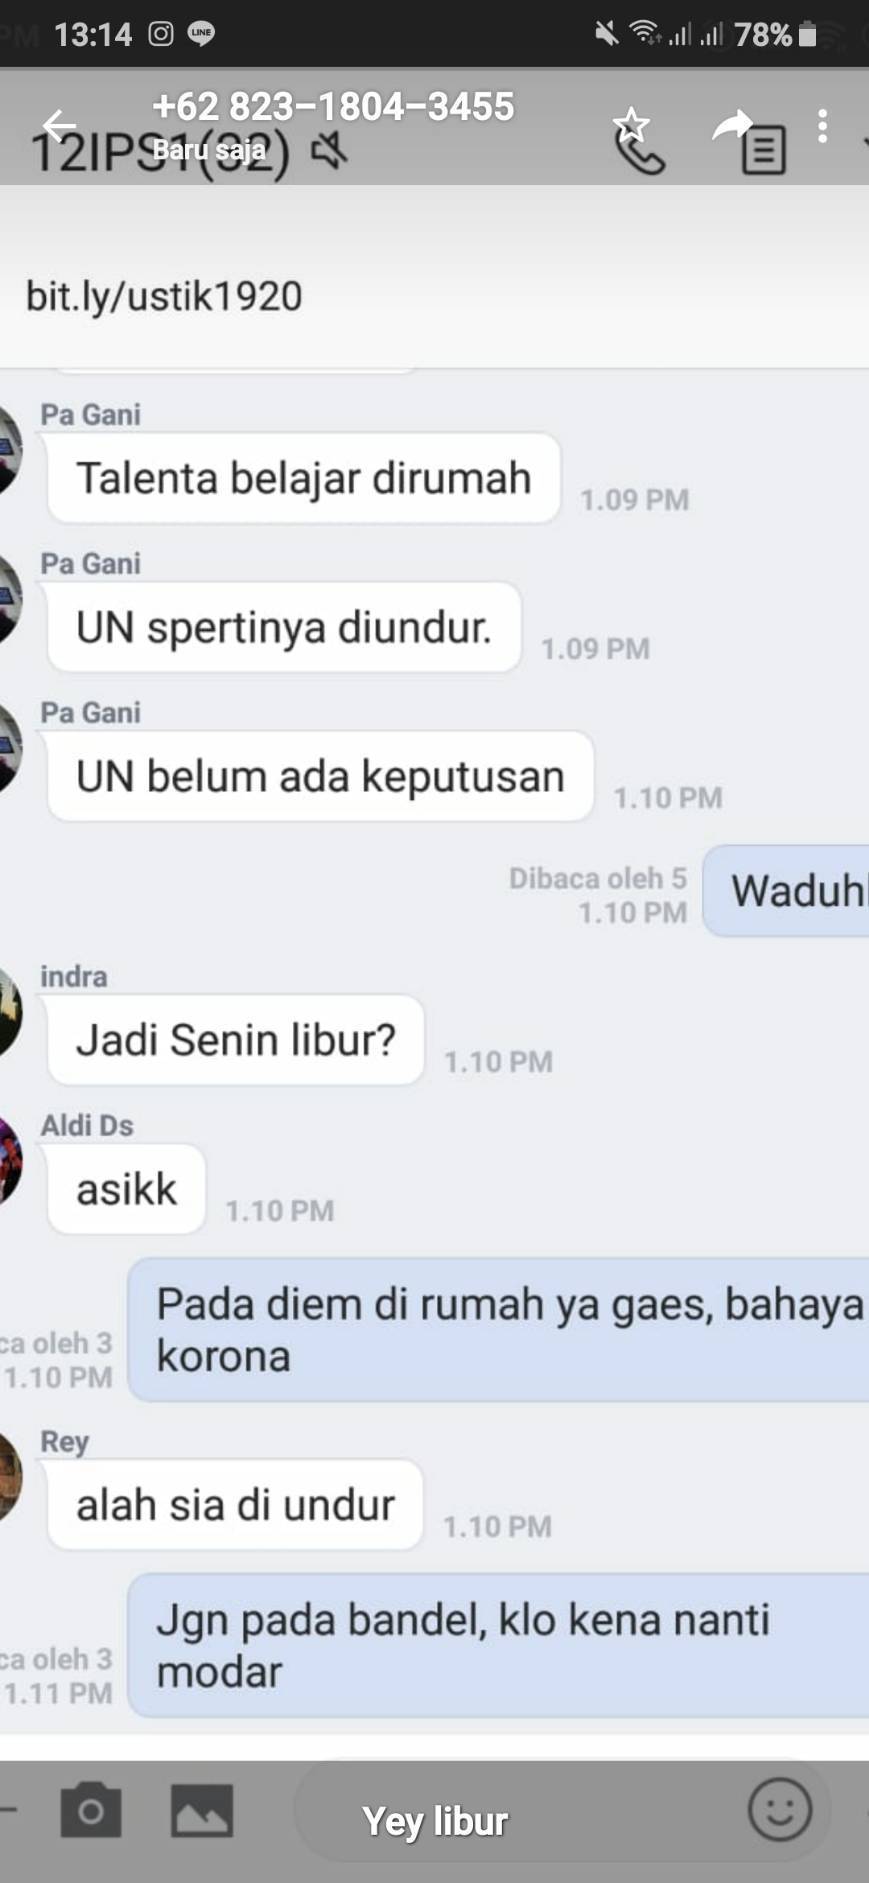 13:14 LINE 78%
+62 823-1804-3455
Baru saja
12IPS1(32)
bit.ly/ustik1920
Pa Gani
Talenta belajar dirumah
1.09 PM
Pa Gani
UN spertinya diundur.
1.09 PM
Pa Gani
UN belum ada keputusan
1.10 PM
Dibaca oleh 5
1.10 PM
Waduh
indra
Jadi Senin libur?
1.10 PM
Aldi Ds
asikk
1.10 PM
Pada diem di rumah ya gaes, bahaya
korona
ca oleh 3
1.10 PM
Rey
alah sia di undur
1.10 PM
Jgn pada bandel, klo kena nanti
modar
ca oleh 3
1.11 PM
Yey libur